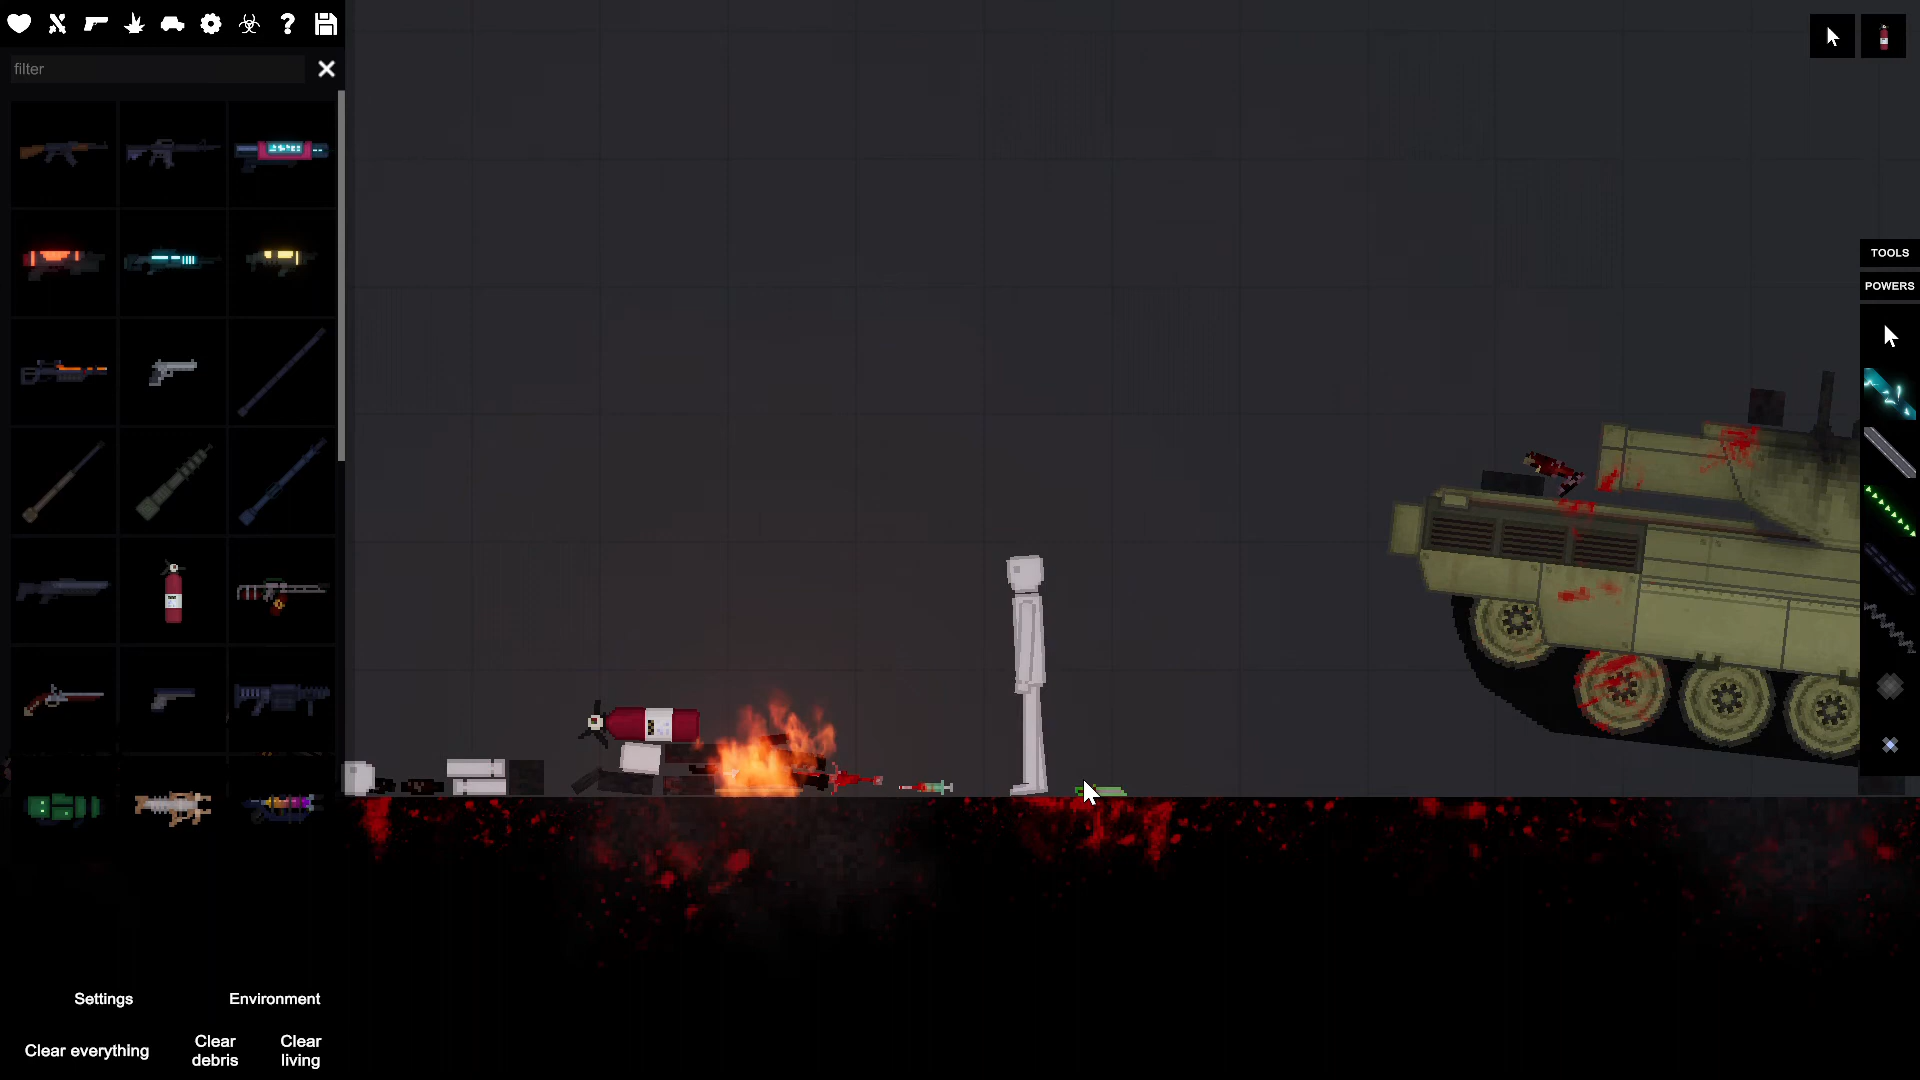 filter
TOOLS
POWERS
Settings
Environment
Clear everything
Clear
debris
Clear
living